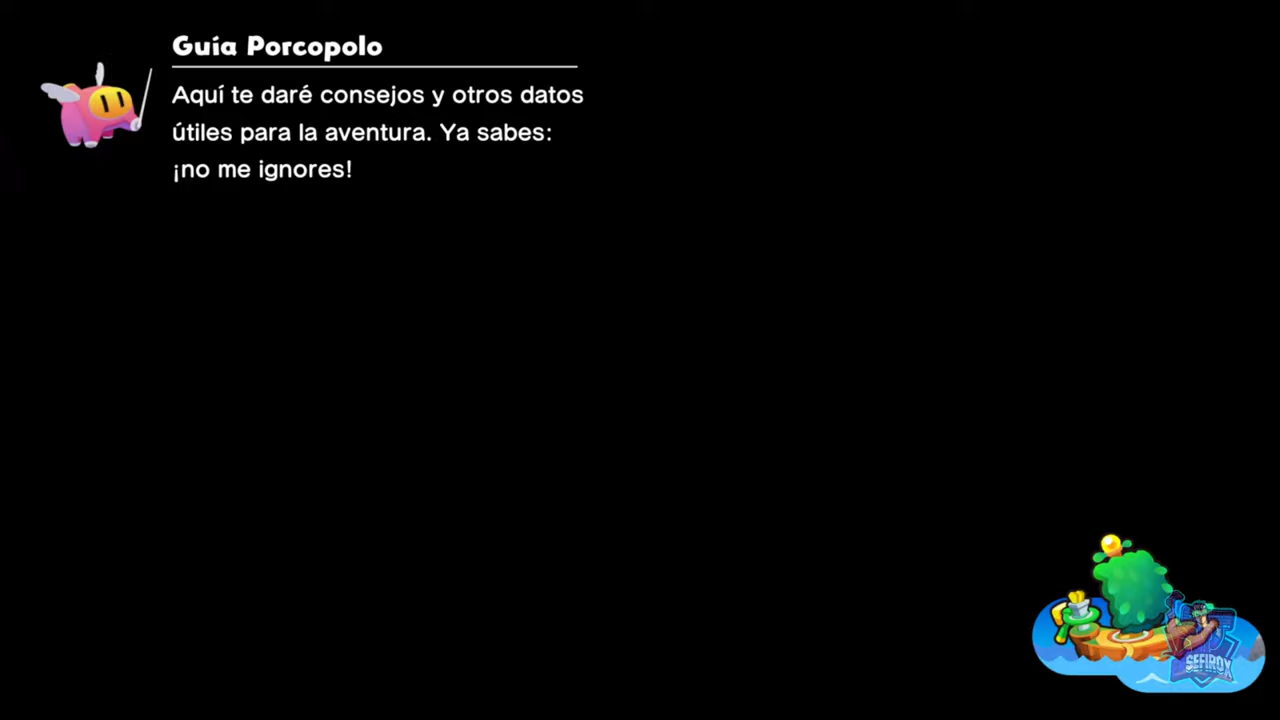 Guía Porcopolo
Aquí te daré consejos y otros datos
útiles para la aventura. Ya sabes:
¡no me ignores!
SEFIROX